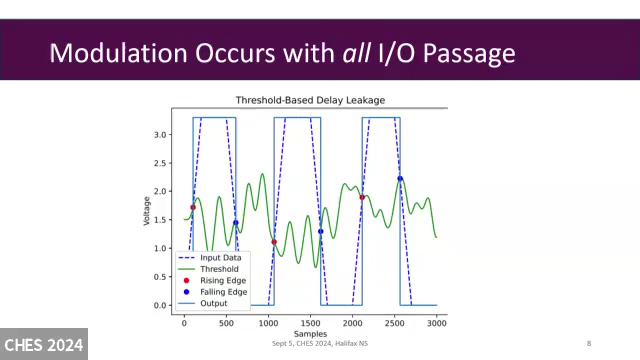 Modulation Occurs with all I/O Passage
Threshold-Based Delay Leakage
Voltage
3.0
2.5
2.0
1.5
1.0
0.5
0.0
Input Data
Threshold
Rising Edge
Falling Edge
Output
0 500 1000 1500 2000 2500 3000
Samples
CHES 2024
Sept 5, CHES 2024, Halifax NS
8